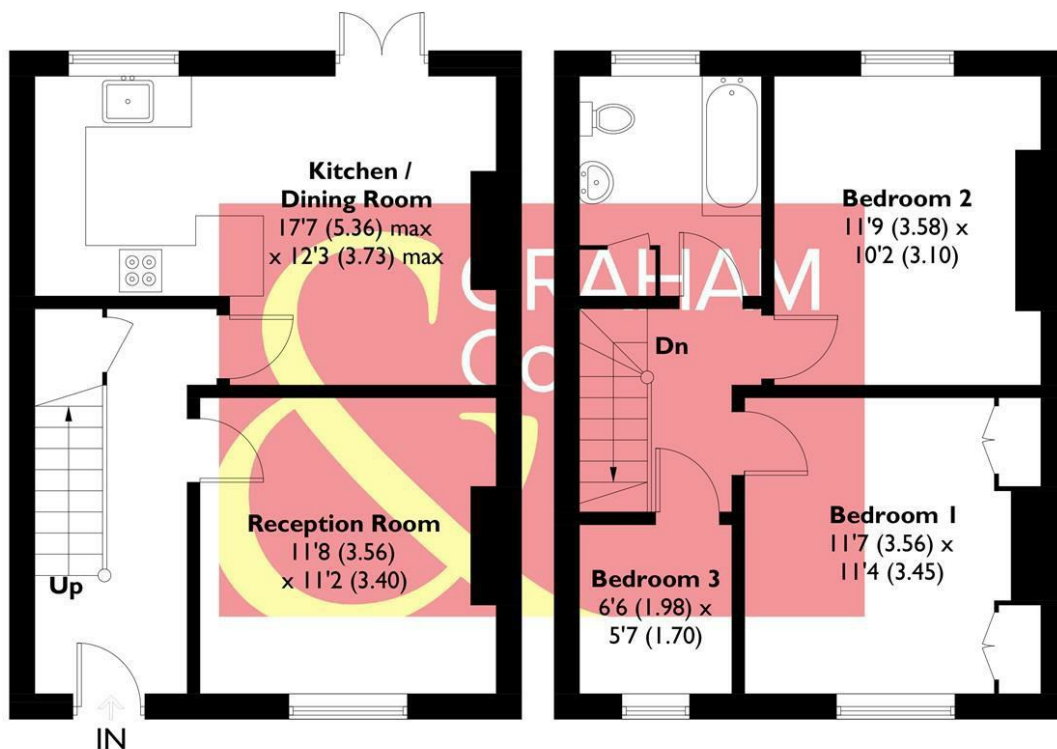 Kitchen /
Dining Room
17'7 (5.36) max
x 12'3 (3.73) max
Reception Room
11'8 (3.56)
x 11'2 (3.40)
Up
IN
Bedroom 2
11'9 (3.58) x
10'2 (3.10)
Dn
Bedroom 1
11'7 (3.56) x
11'4 (3.45)
Bedroom 3
6'6 (1.98) x
5'7 (1.70)
&
GRAHAM
Co